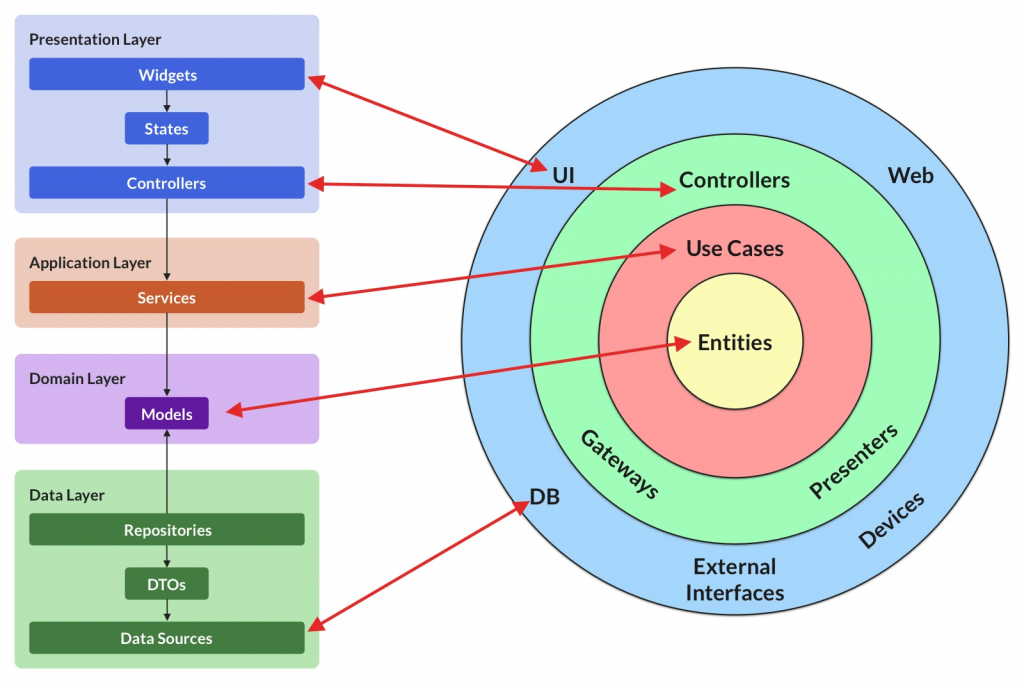 Presentation Layer
Widgets
States
Controllers
Application Layer
Services
Domain Layer
Models
Data Layer
Repositories
DTOs
Data Sources
UI
Web
Controllers
Use Cases
Entities
Gateways
Presenters
DB
Devices
External
Interfaces